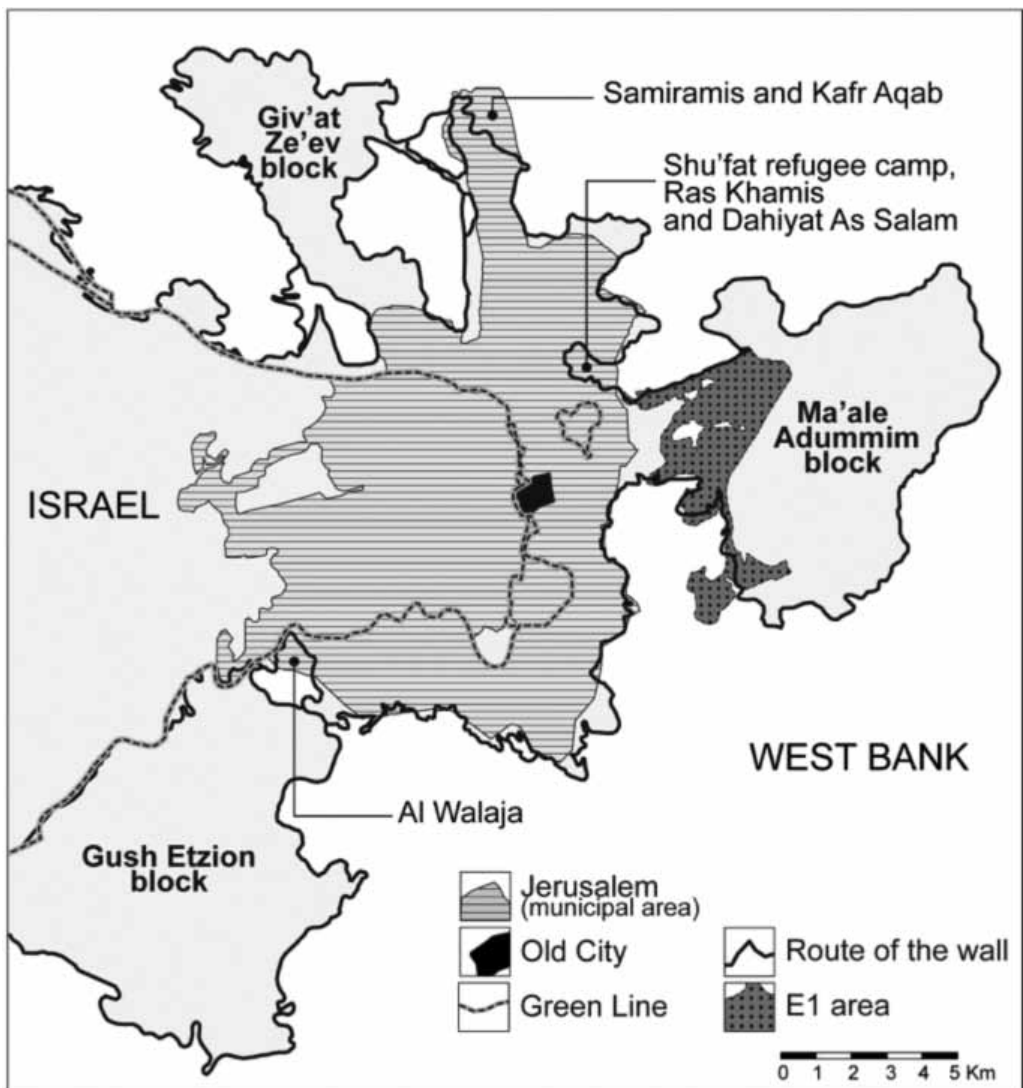 Samiramis and Kafr Aqab
Giv'at
Ze'ev
block
Shu'fat refugee camp,
Ras Khamis
and Dahiyat As Salam
Ma'ale
Adummim
block
ISRAEL
WEST BANK
Al Walaja
Gush Etzion
block
Jerusalem
(municipal area)
Old City
Green Line
Route of the wall
E1 area
0 1 2 3 4 5 Km